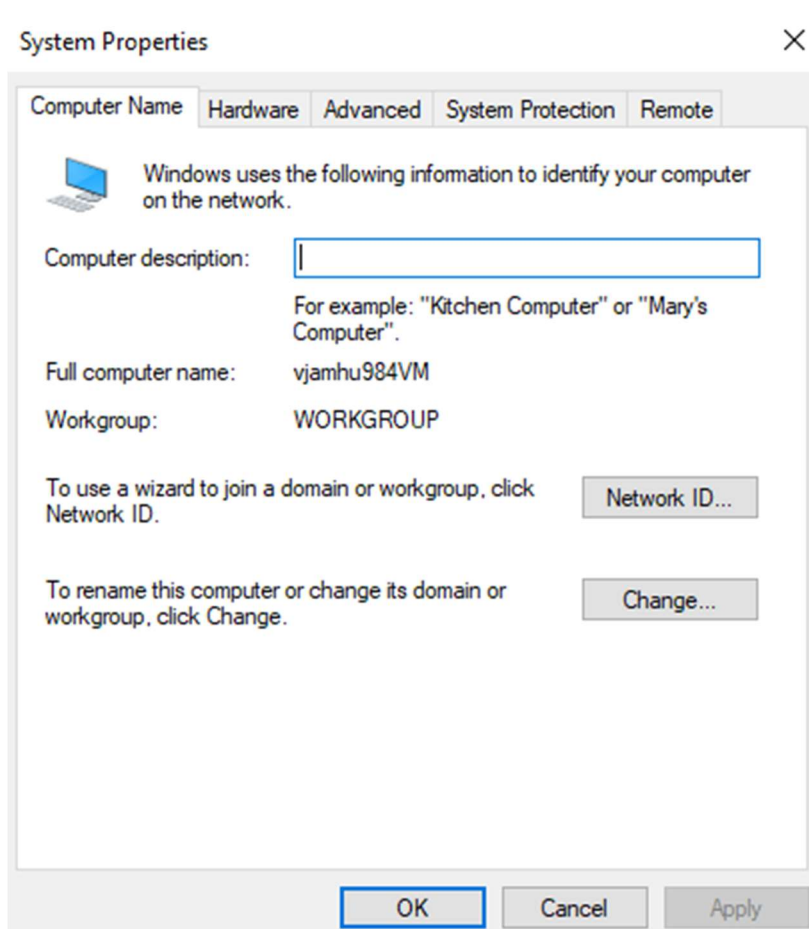 System Properties
Computer Name Hardware Advanced System Protection Remote
Windows uses the following information to identify your computer
on the network.
Computer description:
For example: "Kitchen Computer" or "Mary's
Computer".
Full computer name: vjamhu984VM
Workgroup: WORKGROUP
To use a wizard to join a domain or workgroup, click
Network ID.
Network ID...
To rename this computer or change its domain or
workgroup, click Change.
Change...
OK Cancel Apply